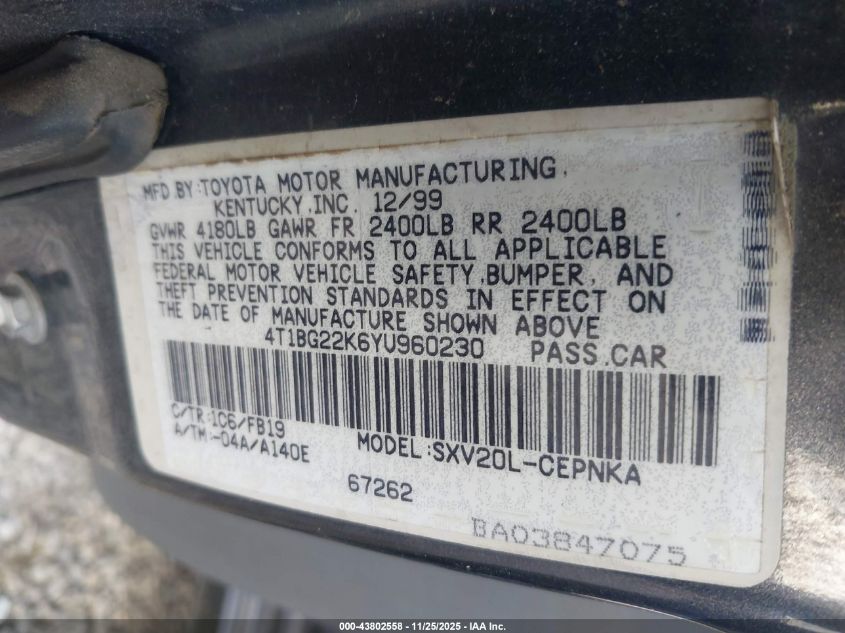 MFD BY:TOYOTA MOTOR MANUFACTURING,
KENTUCKY,INC. 12/99
GVWR 4180LB GAWR FR 2400LB RR 2400LB
THIS VEHICLE CONFORMS TO ALL APPLICABLE
FEDERAL MOTOR VEHICLE SAFETY,BUMPER, AND
THEFT PREVENTION STANDARDS IN EFFECT ON
THE DATE OF MANUFACTURE SHOWN ABOVE
4T1BG22K6YU960230 PASS.CAR
C/TR:1C6/FB19
A/TM:-04A/A140E MODEL:SXV20L-CEPNKA
67262
BA03847075
000-43802558 - 11/25/2025 - IAA Inc.